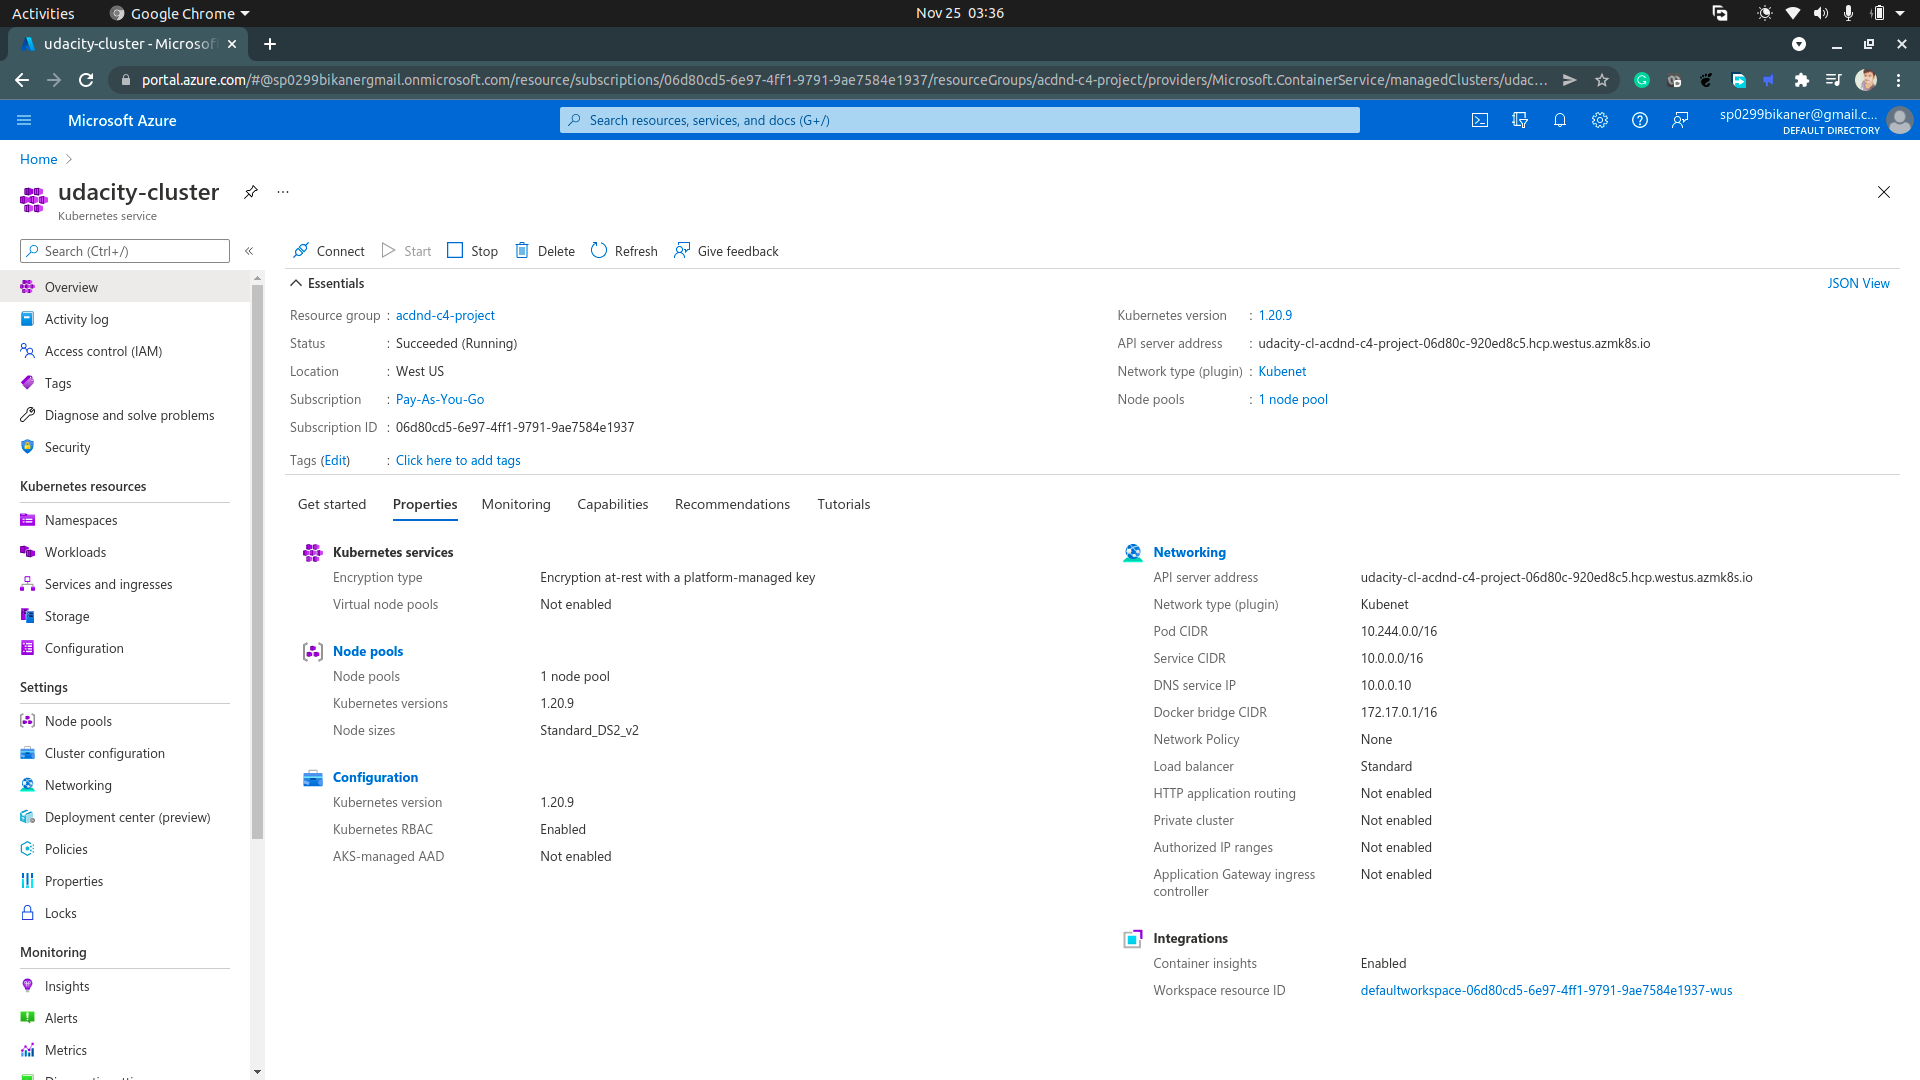 Activities
Google Chrome
Nov 25 03:36
udacity-cluster - Microsof
portal.azure.com/#@sp0299bikanergmail.onmicrosoft.com/resource/subscriptions/06d80cd5-6e97-4ff1-9791-9ae7584e1937/resourceGroups/acdnd-c4-project/providers/Microsoft.ContainerService/managedClusters/udac...
Microsoft Azure
Search resources, services, and docs (G+/)
sp0299bikaner@gmail.c...
DEFAULT DIRECTORY
Home
udacity-cluster
...
Kubernetes service
Search (Ctrl+/)
«
Overview
Activity log
Access control (IAM)
Tags
Diagnose and solve problems
Security
Kubernetes resources
Namespaces
Workloads
Services and ingresses
Storage
Configuration
Settings
Node pools
Cluster configuration
Networking
Deployment center (preview)
Policies
Properties
Locks
Monitoring
Insights
Alerts
Metrics
Connect
Start
Stop
Delete
Refresh
Give feedback
Essentials
JSON View
Resource group : acdnd-c4-project
Status : Succeeded (Running)
Location : West US
Subscription : Pay-As-You-Go
Subscription ID : 06d80cd5-6e97-4ff1-9791-9ae7584e1937
Tags (Edit) : Click here to add tags
Kubernetes version : 1.20.9
API server address : udacity-cl-acdnd-c4-project-06d80c-920ed8c5.hcp.westus.azmk8s.io
Network type (plugin) : Kubenet
Node pools : 1 node pool
Get started
Properties
Monitoring
Capabilities
Recommendations
Tutorials
Kubernetes services
Encryption type Encryption at-rest with a platform-managed key
Virtual node pools Not enabled
Node pools
Node pools 1 node pool
Kubernetes versions 1.20.9
Node sizes Standard_DS2_v2
Configuration
Kubernetes version 1.20.9
Kubernetes RBAC Enabled
AKS-managed AAD Not enabled
Networking
API server address udacity-cl-acdnd-c4-project-06d80c-920ed8c5.hcp.westus.azmk8s.io
Network type (plugin) Kubenet
Pod CIDR 10.244.0.0/16
Service CIDR 10.0.0.0/16
DNS service IP 10.0.0.10
Docker bridge CIDR 172.17.0.1/16
Network Policy None
Load balancer Standard
HTTP application routing Not enabled
Private cluster Not enabled
Authorized IP ranges Not enabled
Application Gateway ingress Not enabled
controller
Integrations
Container insights Enabled
Workspace resource ID defaultworkspace-06d80cd5-6e97-4ff1-9791-9ae7584e1937-wus